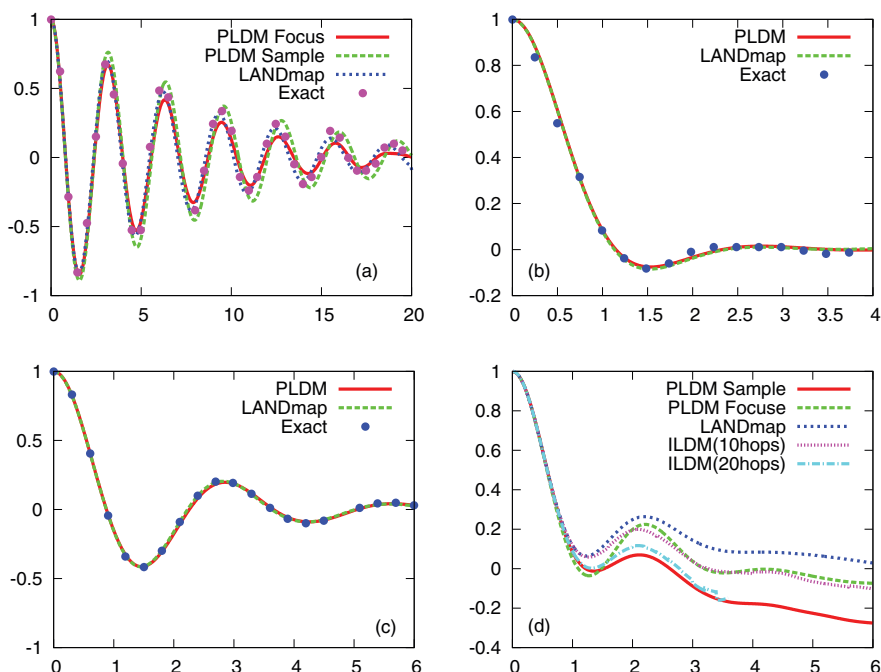 PLDM Focus
PLDM Sample
LANDmap
Exact
1
0.5
0
-0.5
-1
(a)
0 5 10 15 20
PLDM
LANDmap
Exact
1
0.8
0.6
0.4
0.2
0
-0.2
(b)
0 0.5 1 1.5 2 2.5 3 3.5 4
PLDM
LANDmap
Exact
1
0.5
0
-0.5
-1
(c)
0 1 2 3 4 5 6
PLDM Sample
PLDM Focuse
LANDmap
ILDM(10hops)
ILDM(20hops)
1
0.8
0.6
0.4
0.2
0
-0.2
-0.4
(d)
0 1 2 3 4 5 6